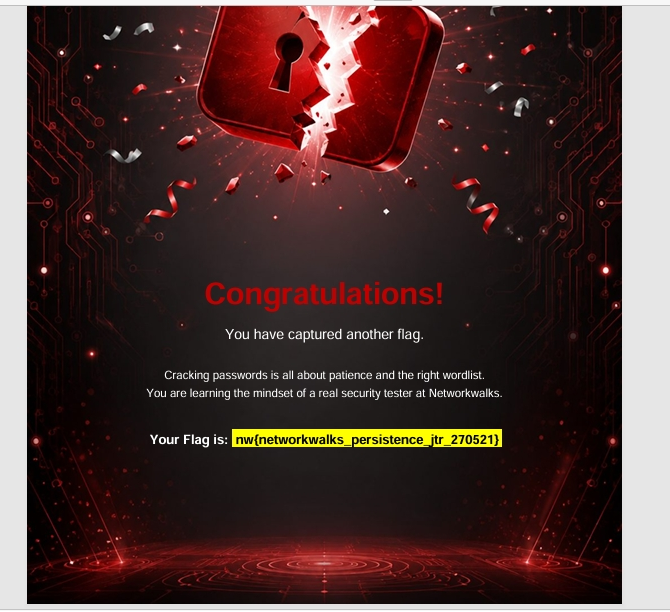 Congratulations!
You have captured another flag.
Cracking passwords is all about patience and the right wordlist.
You are learning the mindset of a real security tester at Networkwalks.
Your Flag is: nw{networkwalks_persistence_jtr_270521}